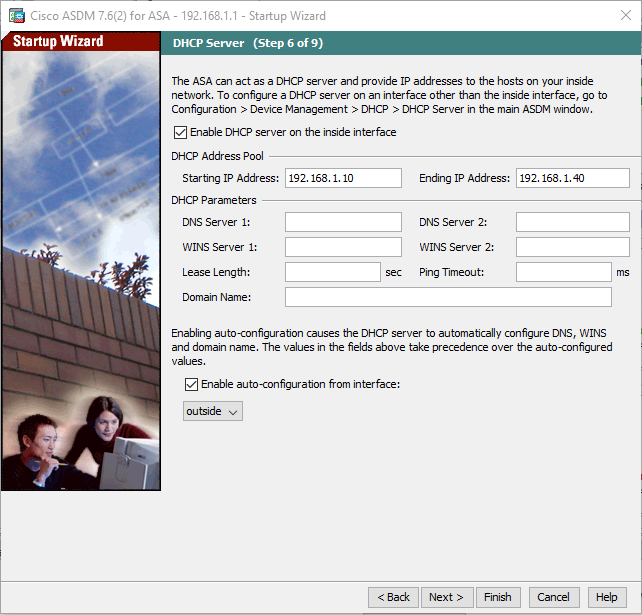 Cisco ASDM 7.6(2) for ASA - 192.168.1.1 - Startup Wizard
Startup Wizard
DHCP Server (Step 6 of 9)
The ASA can act as a DHCP server and provide IP addresses to the hosts on your inside
network. To configure a DHCP server on an interface other than the inside interface, go to
Configuration > Device Management > DHCP > DHCP Server in the main ASDM window.
Enable DHCP server on the inside interface
DHCP Address Pool
Starting IP Address: 192.168.1.10 Ending IP Address: 192.168.1.40
DHCP Parameters
DNS Server 1: DNS Server 2:
WINS Server 1: WINS Server 2:
Lease Length: sec Ping Timeout: ms
Domain Name:
Enabling auto-configuration causes the DHCP server to automatically configure DNS, WINS
and domain name. The values in the fields above take precedence over the auto-configured
values.
Enable auto-configuration from interface:
outside
< Back Next > Finish Cancel Help